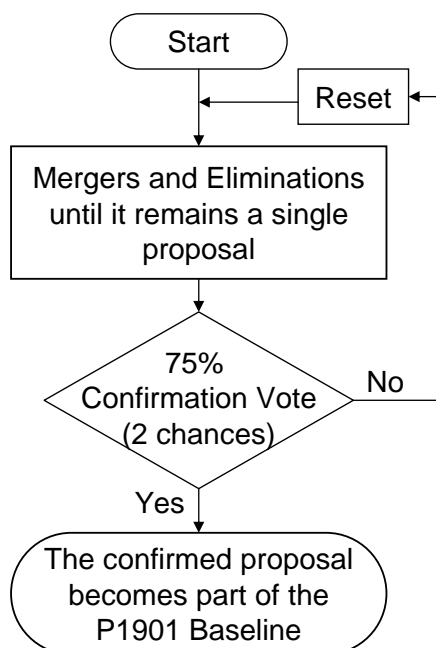 Start
Reset
Mergers and Eliminations
until it remains a single
proposal
75%
Confirmation Vote
(2 chances)
No
Yes
The confirmed proposal
becomes part of the
P1901 Baseline